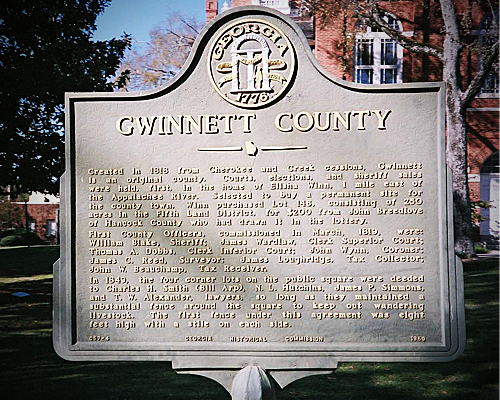 GEORGIA
1776
GWINNETT COUNTY
Created in 1818 from Cherokee and Creek cessions, Gwinnett
is an original county. Courts, elections, and sheriff sales
were held, first, in the home of Elisha Winn, 1 mile east of
the Appalachee River. Selected to buy a permanent site for
the county town, Winn purchased Lot 143, consisting of 250
acres in the Fifth Land District, for $200 from John Breedlove
of Hancock County who had drawn it in the lottery.
First County Officers, commissioned in March, 1819, were:
William Blake, Sheriff; James Wardlaw, Clerk Superior Court;
Thomas A. Dobbs, Clerk Inferior Court; John Wynn, Coroner;
James C. Reed, Surveyor; James Loughridge, Tax Collector;
John W. Beauchamp, Tax Receiver.
In 1840, the four corner lots on the public square were deeded
to Charles H. Smith (Bill Arp), N. L. Hutchins, James P. Simmons,
and T. W. Alexander, lawyers, so long as they maintained a
substantial fence around the square to keep out wandering
livestock. The first fence under this agreement was eight
feet high with a stile on each side.
GEORGIA HISTORICAL COMMISSION